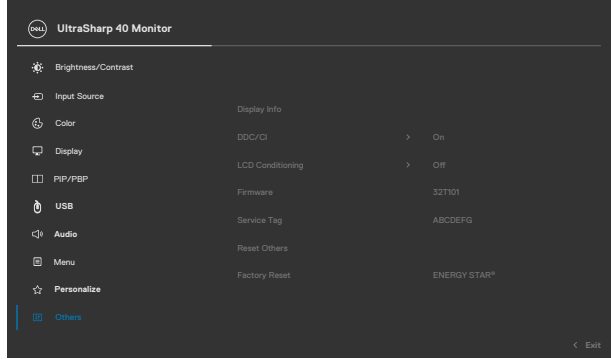 DELL UltraSharp 40 Monitor
Brightness/Contrast
Input Source
Color
Display
PIP/PBP
USB
Audio
Menu
Personalize
Others
Display Info
DDC/CI > On
LCD Conditioning > Off
Firmware 32T101
Service Tag ABCDEFG
Reset Others
Factory Reset ENERGY STAR®
< Exit